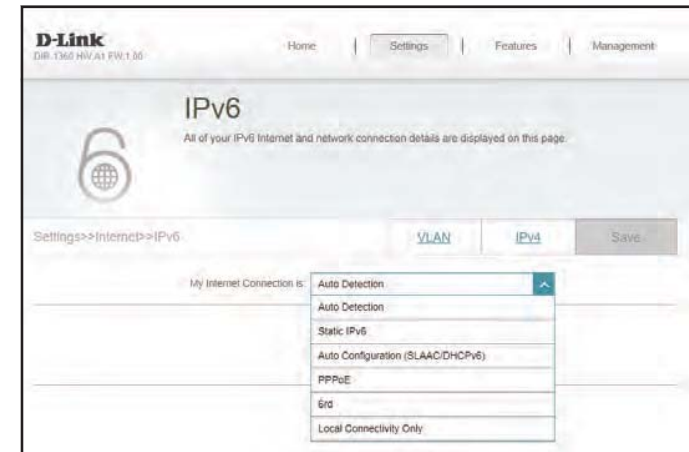 D-Link
DIR-1360 HW:A1 FW:1.00
Home | Settings | Features | Management
IPv6
All of your IPv6 Internet and network connection details are displayed on this page.
Settings>>Internet>>IPv6
VLAN
IPv4
Save
My Internet Connection is:
Auto Detection
Auto Detection
Static IPv6
Auto Configuration (SLAAC/DHCPv6)
PPPoE
6rd
Local Connectivity Only